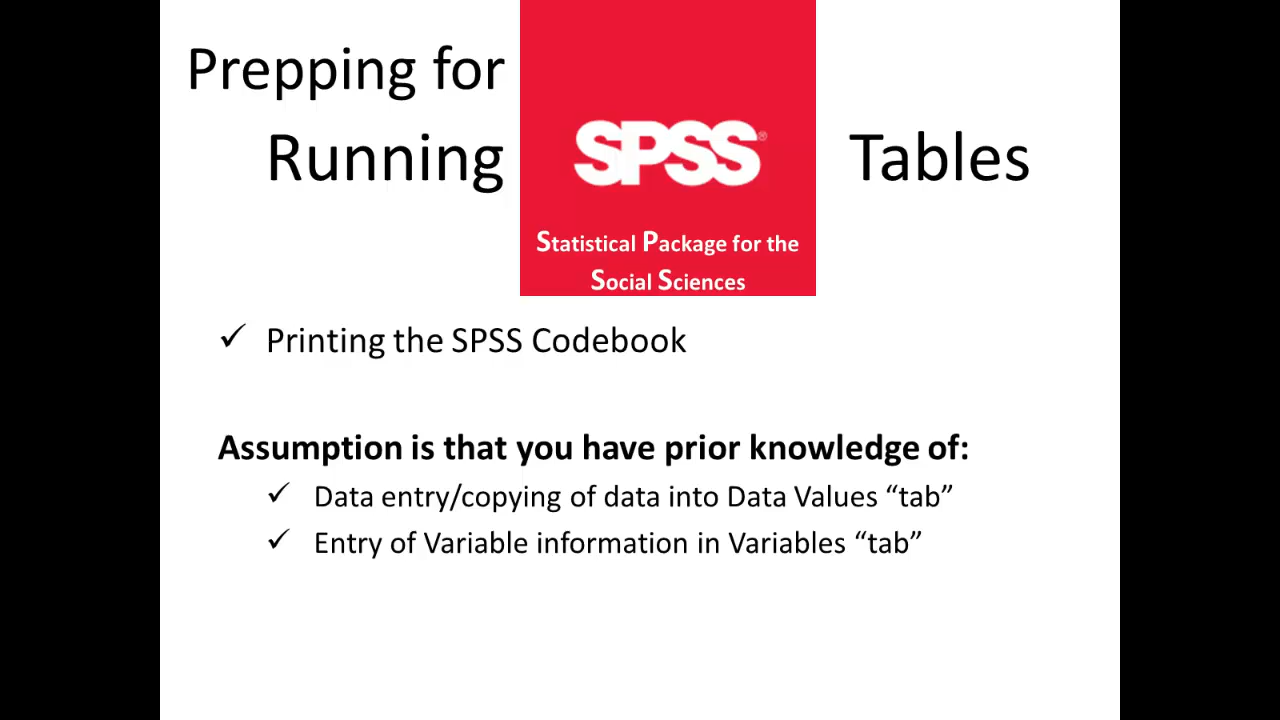 Prepping for
Running SPSS® Tables
Statistical Package for the
Social Sciences
✓ Printing the SPSS Codebook
Assumption is that you have prior knowledge of:
✓ Data entry/copying of data into Data Values “tab”
✓ Entry of Variable information in Variables “tab”